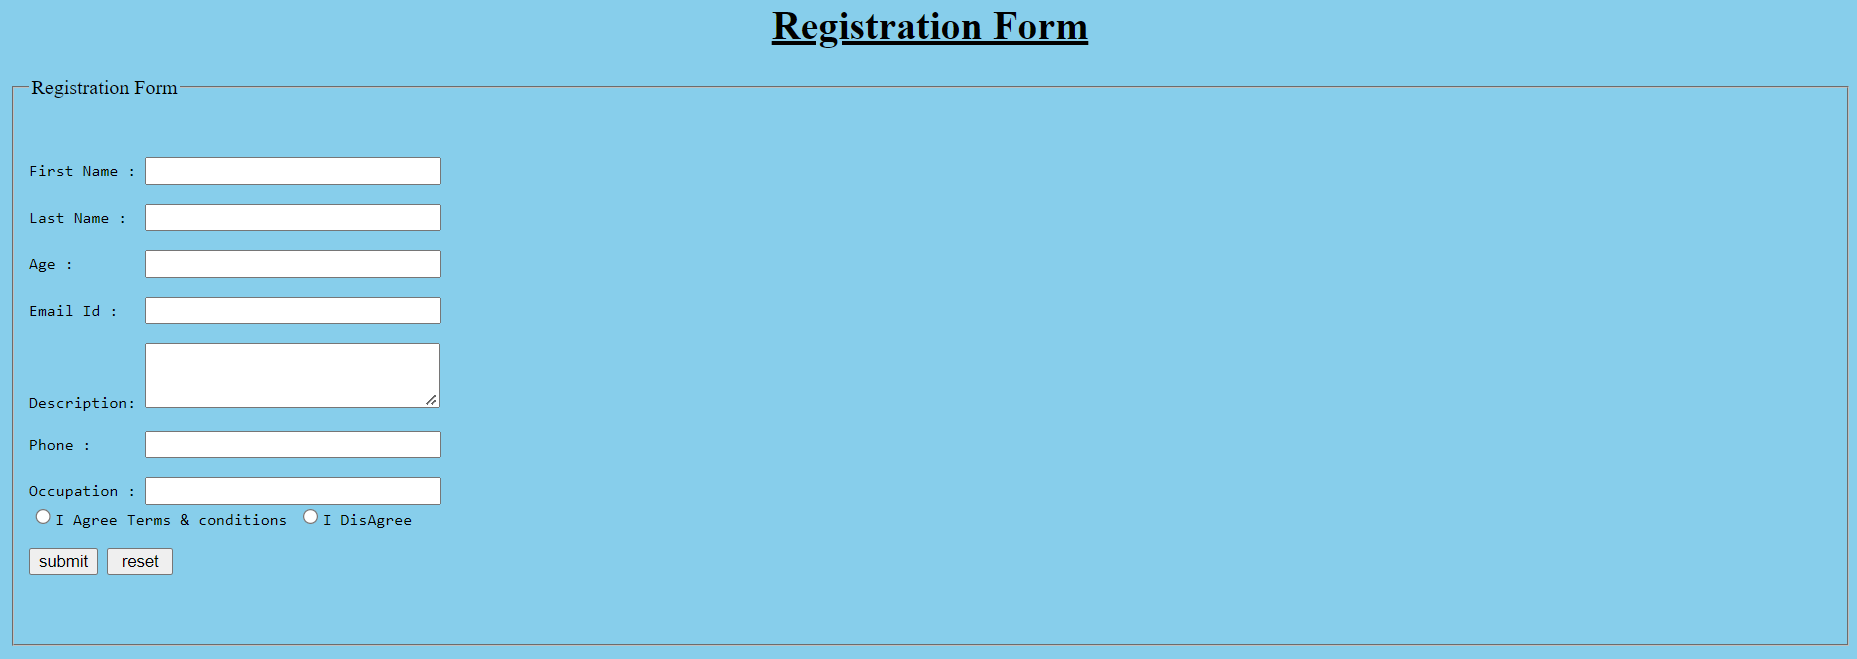 Registration Form
Registration Form
First Name :
Last Name :
Age :
Email Id :
Description:
Phone :
Occupation :
I Agree Terms & conditions I DisAgree
submit reset